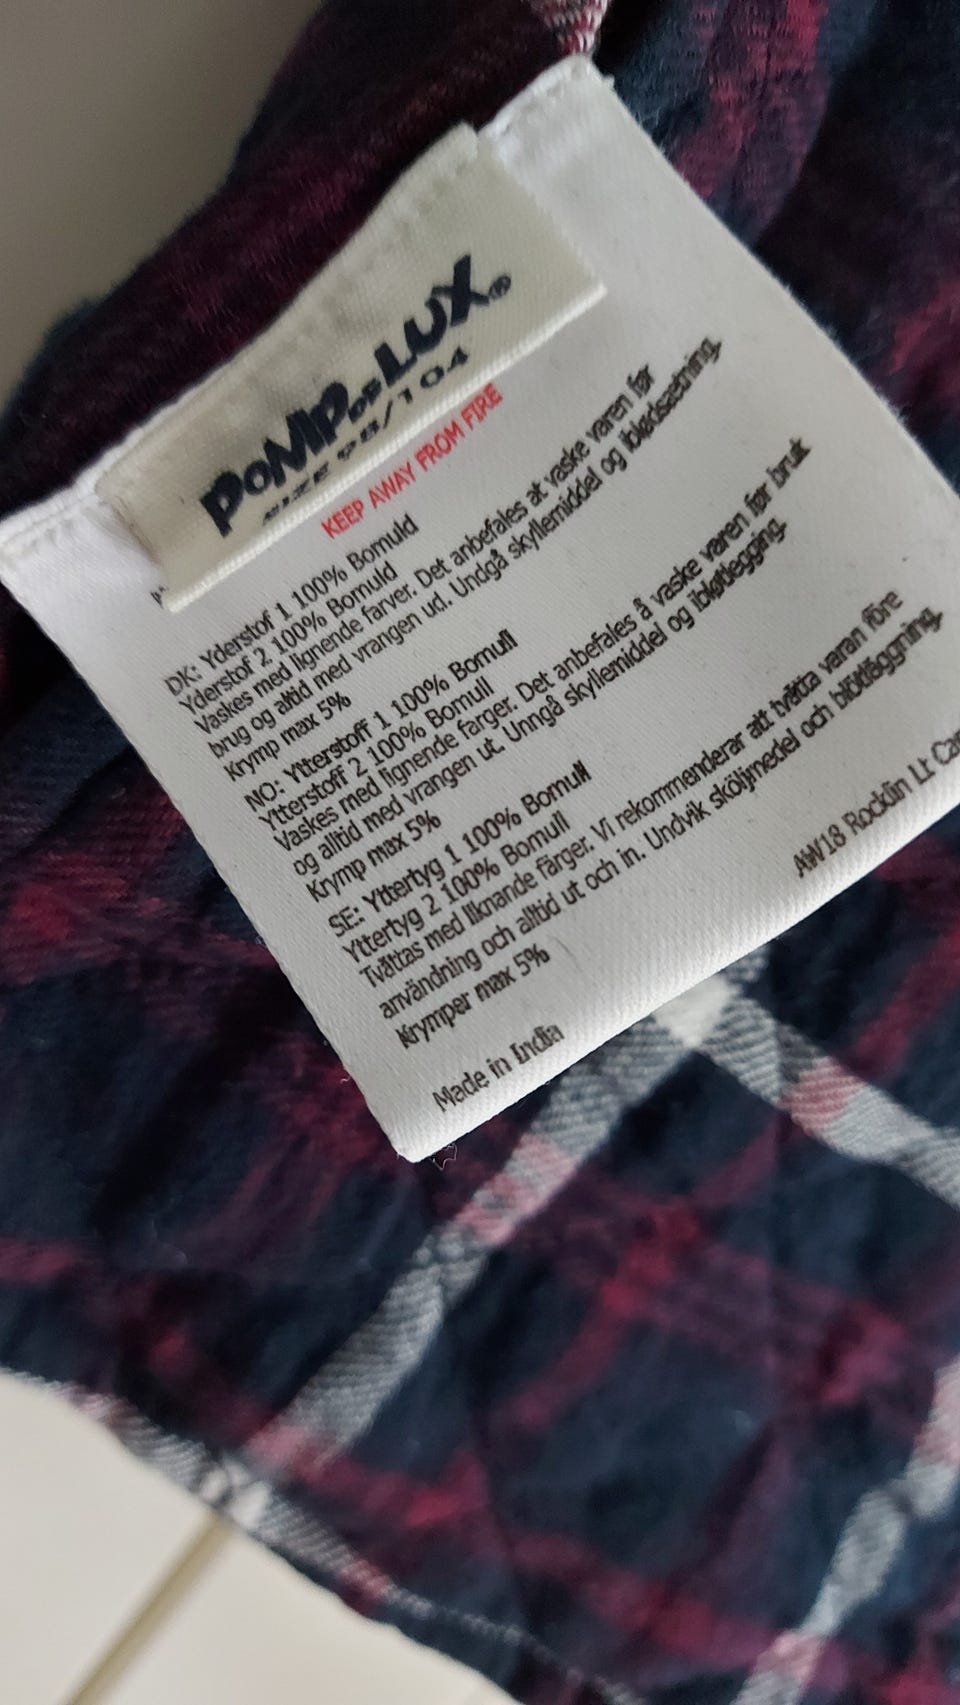 POMPdeLUX®
SIZE 98/104
KEEP AWAY FROM FIRE
DK: Yderstof 1 100% Bomuld
Yderstof 2 100% Bomuld
Vaskes med lignende farver. Det anbefales at vaske varen før
brug og altid med vrangen ud. Undgå skyllemiddel og iblødsætning.
Krymp max 5%
NO: Ytterstoff 1 100% Bomull
Ytterstoff 2 100% Bomull
Vaskes med lignende farger. Det anbefales å vaske varen før bruk
og alltid med vrangen ut. Unngå skyllemiddel og ibløtlegging.
Krymp max 5%
SE: Yttertyg 1 100% Bomull
Yttertyg 2 100% Bomull
Tvättas med liknande färger. Vi rekommenderar att tvätta varan före
användning och alltid ut och in. Undvik sköljmedel och blötläggning.
Krymper max 5%
AW18 Rocklin Lt
Made in India